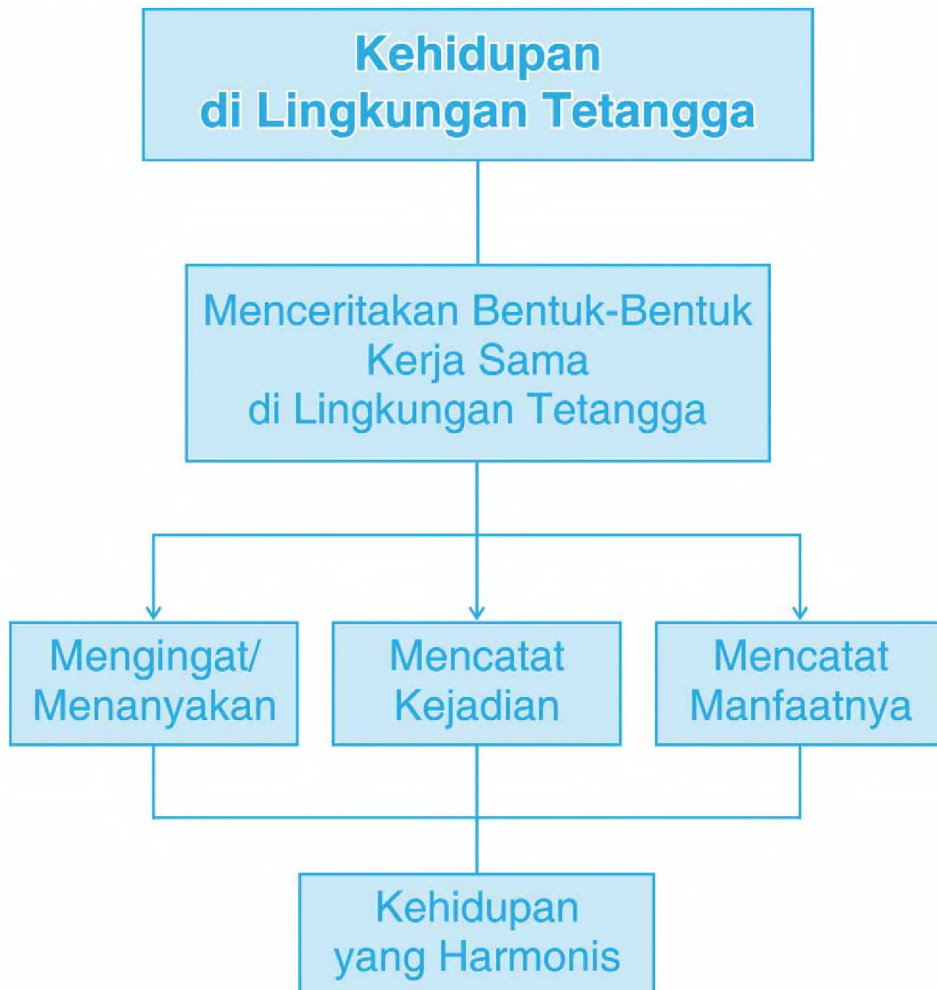 Kehidupan
di Lingkungan Tetangga
Menceritakan Bentuk-Bentuk
Kerja Sama
di Lingkungan Tetangga
Mengingat/
Menanyakan
Mencatat
Kejadian
Mencatat
Manfaatnya
Kehidupan
yang Harmonis